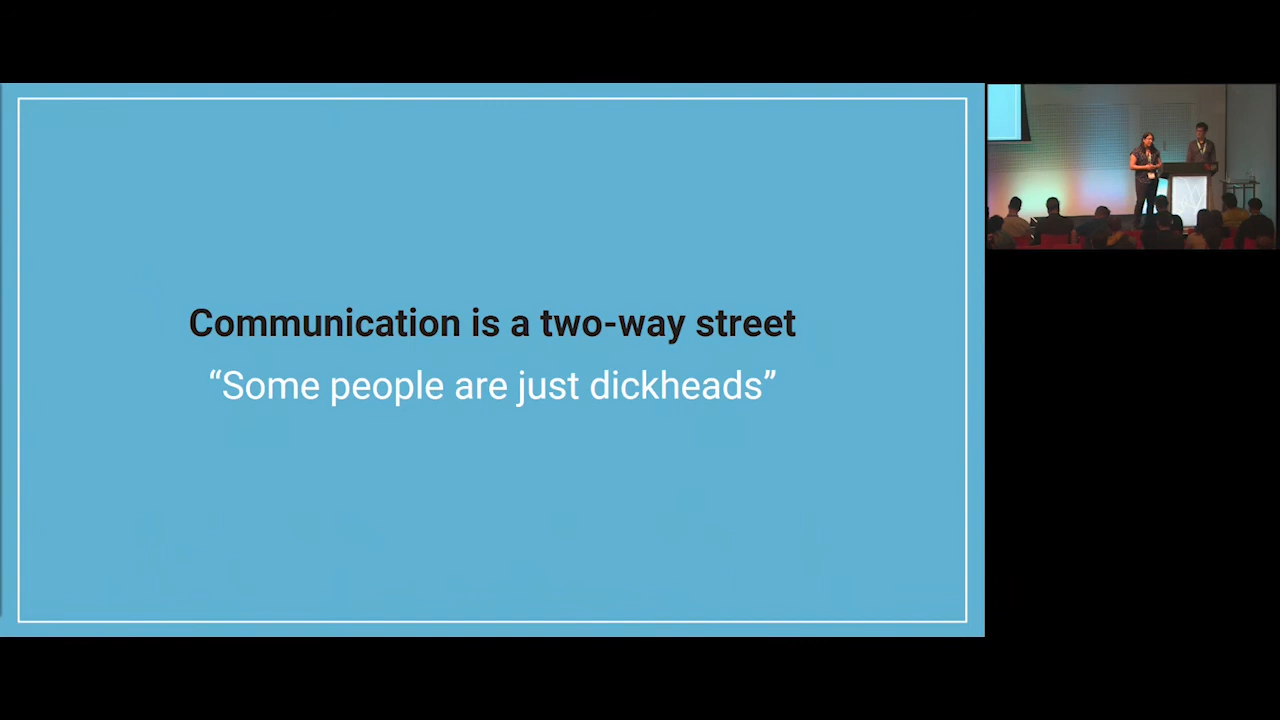 Communication is a two-way street
“Some people are just dickheads”